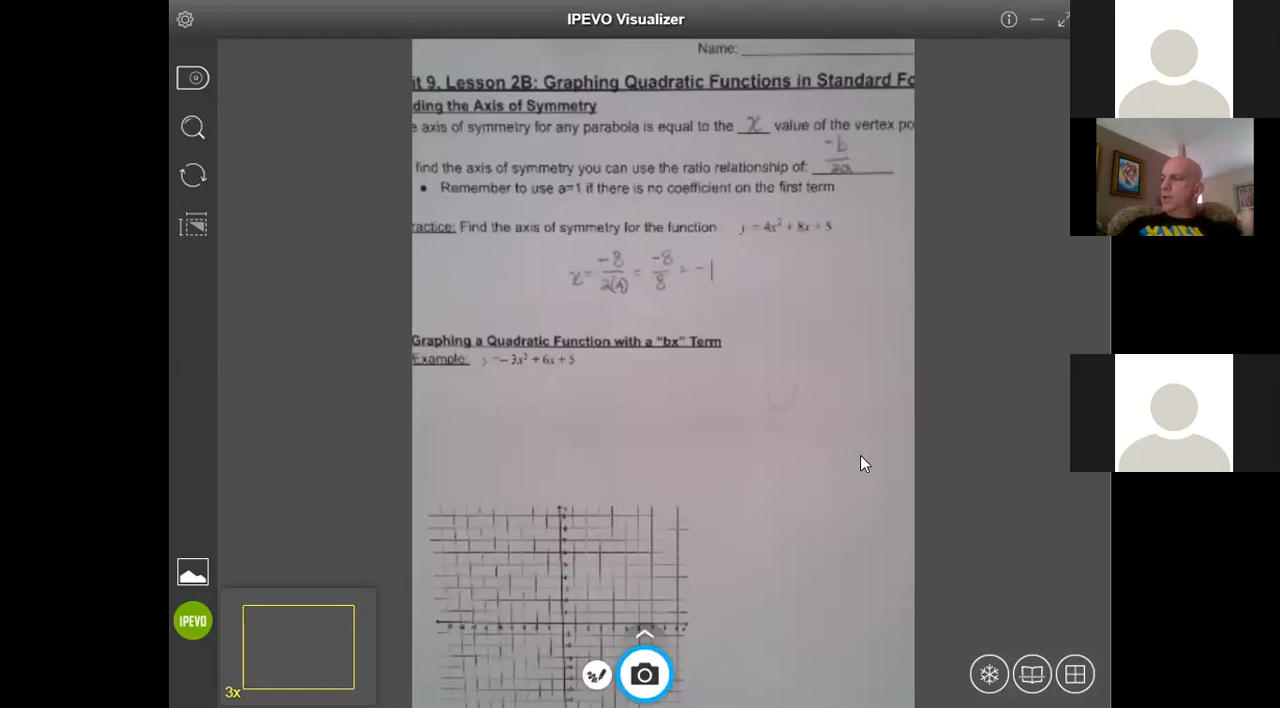 IPEVO Visualizer
Name:
it 9. Lesson 2B: Graphing Quadratic Functions in Standard Fo
ding the Axis of Symmetry
e axis of symmetry for any parabola is equal to the x value of the vertex po
find the axis of symmetry you can use the ratio relationship of: -b/2a
• Remember to use a=1 if there is no coefficient on the first term
ractice: Find the axis of symmetry for the function y = 4x² + 8x + 5
x = -8/2(4) = -8/8 = -1
Graphing a Quadratic Function with a "bx" Term
Example: y = -3x² + 6x + 5
IPEVO
3x